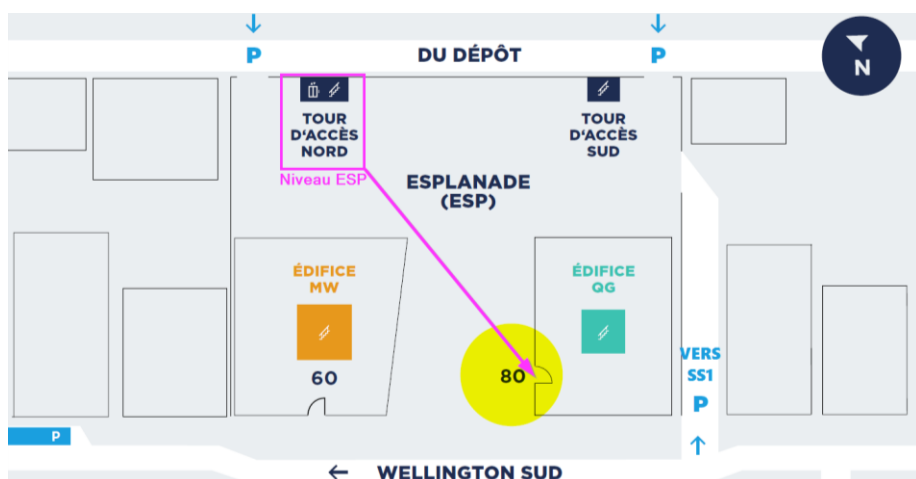 P
DU DÉPÔT
P
N
TOUR
D'ACCÈS
NORD
Niveau ESP
TOUR
D'ACCÈS
SUD
ESPLANADE
(ESP)
ÉDIFICE
MW
60
ÉDIFICE
QG
80
VERS
SS1
P
P
← WELLINGTON SUD